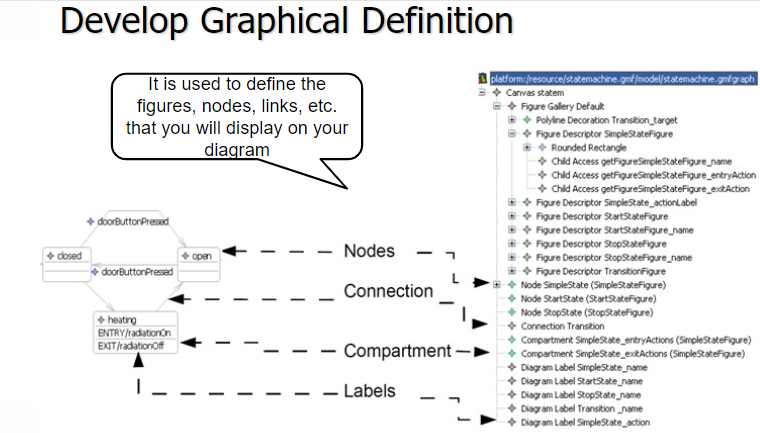 Develop Graphical Definition
It is used to define the
figures, nodes, links, etc.
that you will display on your
diagram
doorButtonPressed
closed
open
doorButtonPressed
heating
ENTRY/radiationOn
EXIT/radiationOff
Nodes
Connection
Compartment
Labels
platform:/resource/statemachine.gmf/model/statemachine.gmfgraph
Canvas statem
Figure Gallery Default
Polyline Decoration Transition_target
Figure Descriptor SimpleStateFigure
Rounded Rectangle
Child Access getFigureSimpleStateFigure_name
Child Access getFigureSimpleStateFigure_entryAction
Child Access getFigureSimpleStateFigure_exitAction
Figure Descriptor SimpleState_actionLabel
Figure Descriptor StartStateFigure
Figure Descriptor StartStateFigure_name
Figure Descriptor StopStateFigure
Figure Descriptor StopStateFigure_name
Figure Descriptor TransitionFigure
Node SimpleState (SimpleStateFigure)
Node StartState (StartStateFigure)
Node StopState (StopStateFigure)
Connection Transition
Compartment SimpleState_entryActions (SimpleStateFigure)
Compartment SimpleState_exitActions (SimpleStateFigure)
Diagram Label SimpleState_name
Diagram Label StartState_name
Diagram Label StopState_name
Diagram Label Transition _name
Diagram Label SimpleState_action